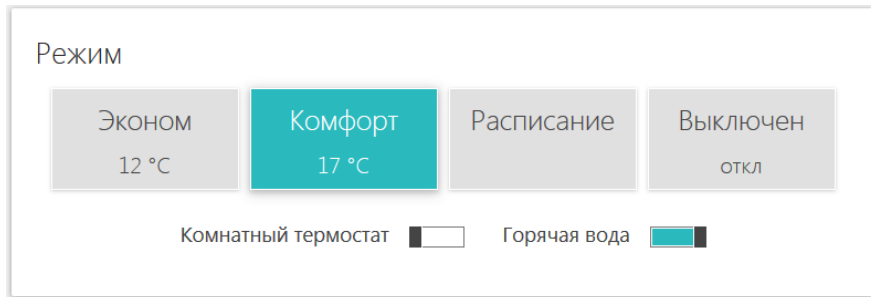 Режим
Эконом Комфорт Расписание Выключен
12 °C 17 °C откл
Комнатный термостат Горячая вода